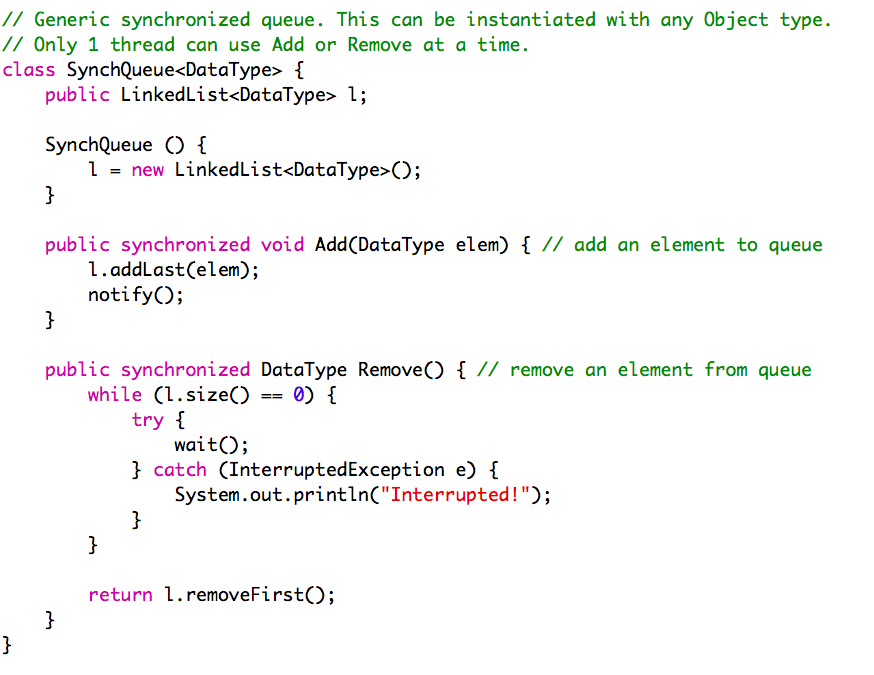 // Generic synchronized queue. This can be instantiated with any Object type.
// Only 1 thread can use Add or Remove at a time.
class SynchQueue<DataType> {
    public LinkedList<DataType> l;

    SynchQueue () {
        l = new LinkedList<DataType>();
    }

    public synchronized void Add(DataType elem) { // add an element to queue
        l.addLast(elem);
        notify();
    }

    public synchronized DataType Remove() { // remove an element from queue
        while (l.size() == 0) {
            try {
                wait();
            } catch (InterruptedException e) {
                System.out.println("Interrupted!");
            }
        }

        return l.removeFirst();
    }
}